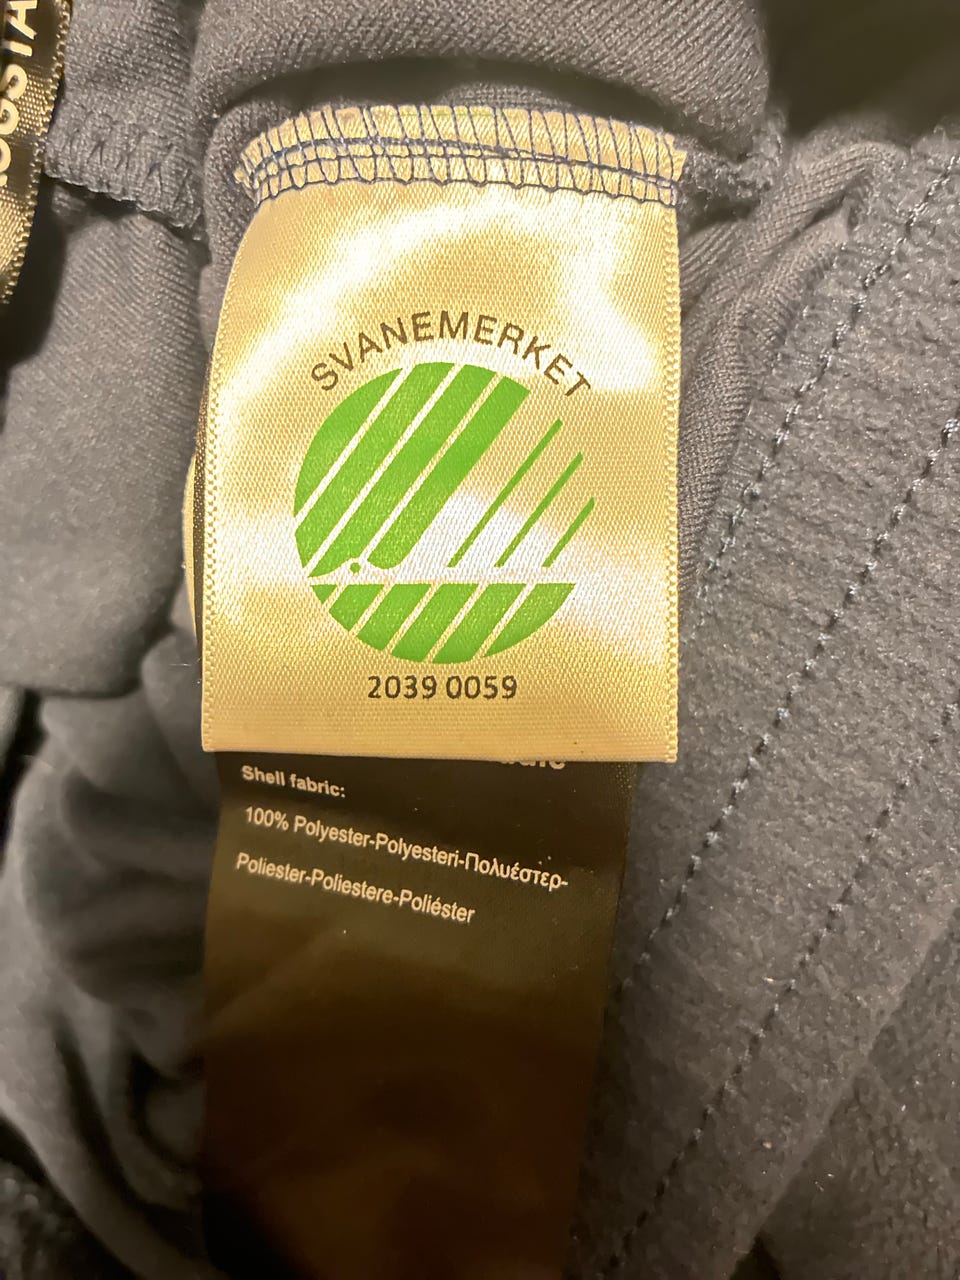 SVANEMERKET
2039 0059
Shell fabric:
100% Polyester-Polyesteri-Πολυέστερ-
Poliester-Poliestere-Poliéster